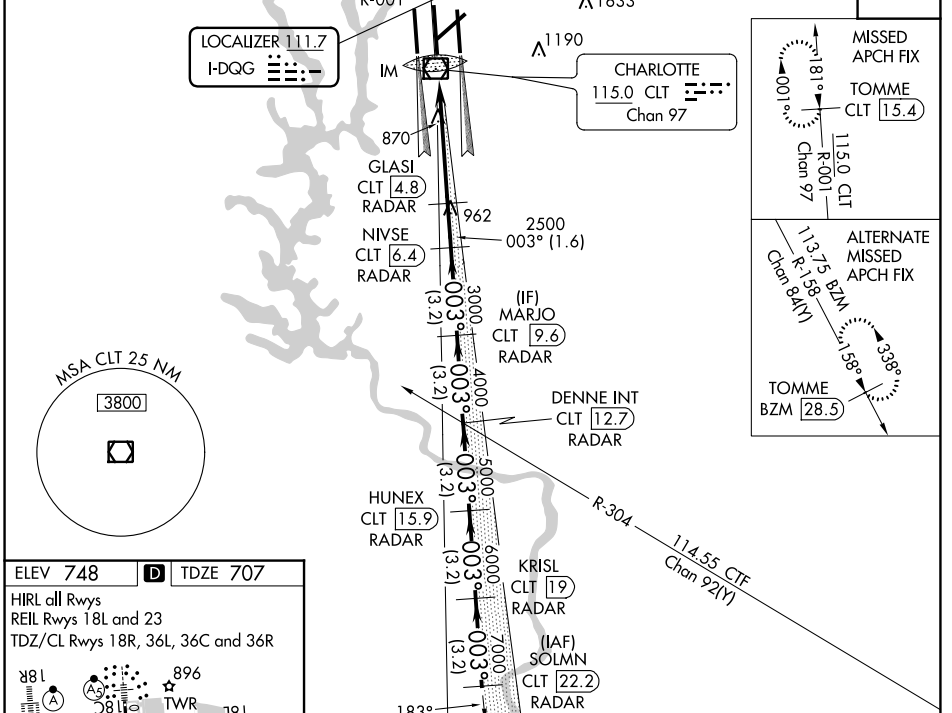 R-001
1833
LOCALIZER 111.7
I-DQG
IM
1190
CHARLOTTE
115.0 CLT
Chan 97
870
GLASI
CLT 4.8
RADAR
962
2500
003° (1.6)
NIVSE
CLT 6.4
RADAR
003°
3000
(3.2)
(IF)
MARJO
CLT 9.6
RADAR
003°
4000
(3.2)
DENNE INT
CLT 12.7
RADAR
003°
5000
(3.2)
HUNEX
CLT 15.9
RADAR
R-304
114.55 CTF
Chan 92(Y)
003°
6000
(3.2)
KRISL
CLT 19
RADAR
003°
7000
(3.2)
(IAF)
SOLMN
CLT 22.2
RADAR
183°
MISSED
APCH FIX
TOMME
CLT 15.4
181°
001°
115.0 CLT
R-001
Chan 97
ALTERNATE
MISSED
APCH FIX
113.75 BZM
R-158
Chan 84(Y)
158°
338°
TOMME
BZM 28.5
MSA CLT 25 NM
3800
ELEV 748 D TDZE 707
HIRL all Rwys
REIL Rwys 18L and 23
TDZ/CL Rwys 18R, 36L, 36C and 36R
18R
A
A5
18C
896
TWR
18L